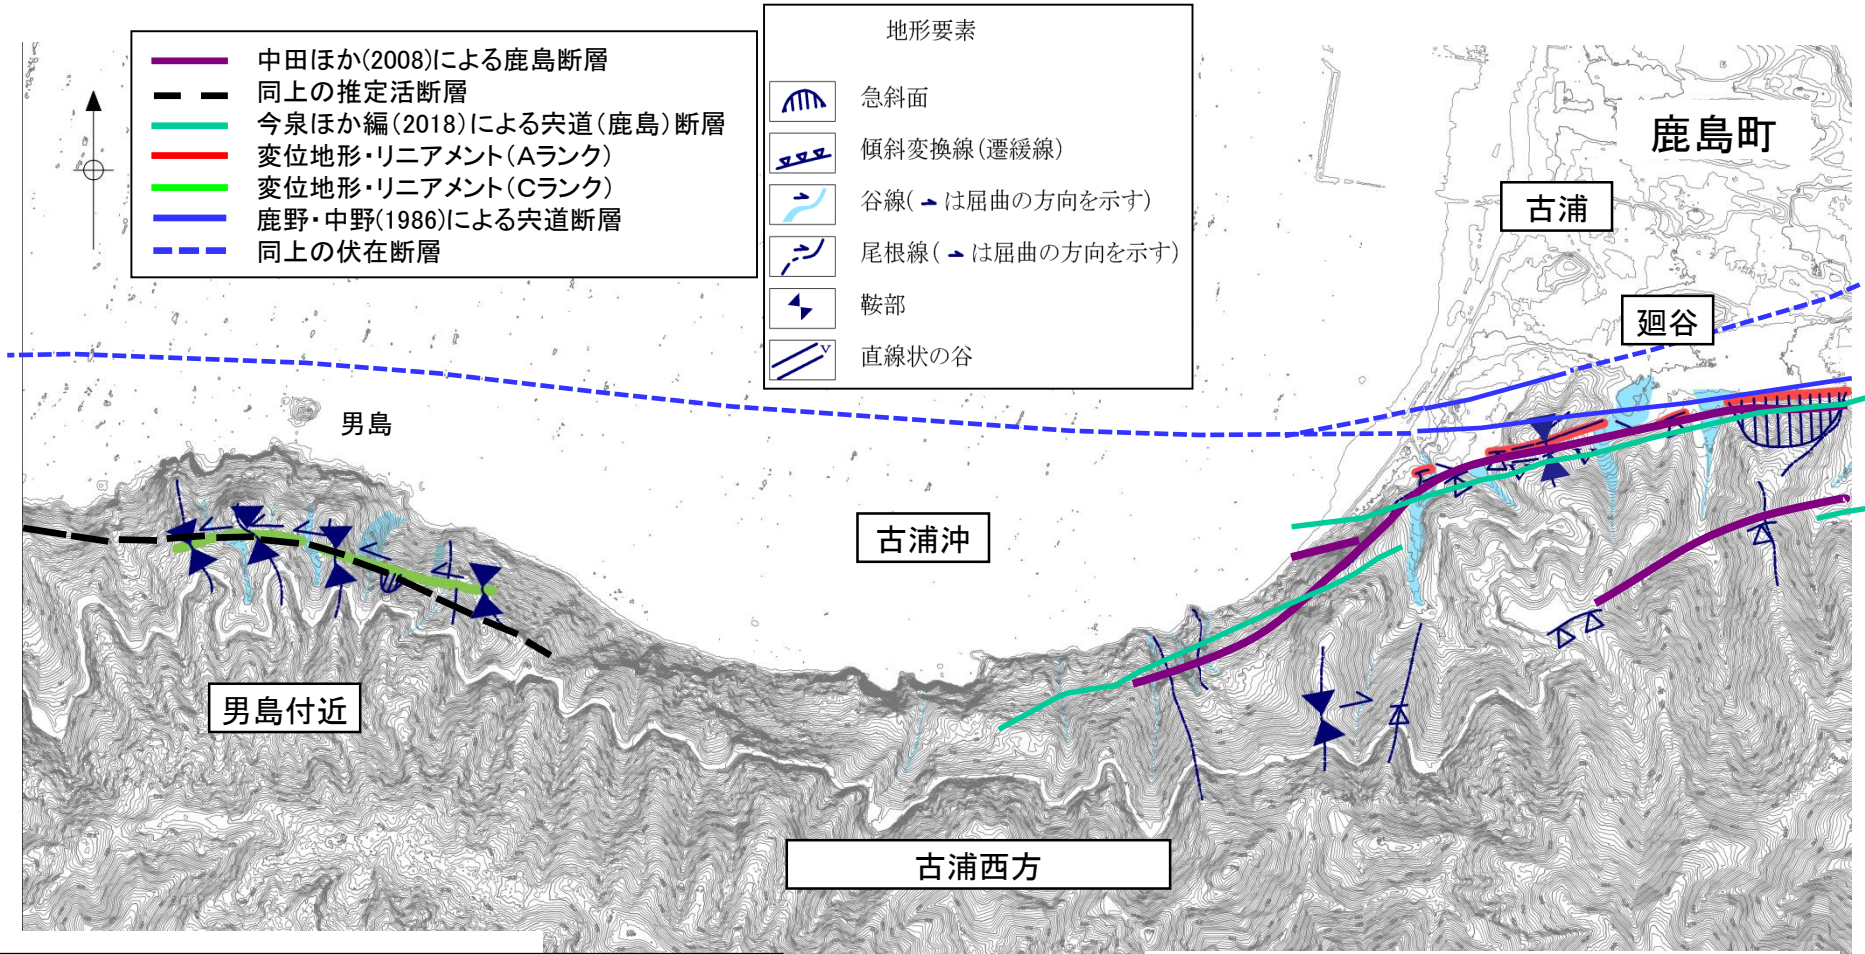 中田ほか(2008)による鹿島断層
同上の推定活断層
今泉ほか編(2018)による宍道(鹿島)断層
変位地形・リニアメント(Aランク)
変位地形・リニアメント(Cランク)
鹿野・中野(1986)による宍道断層
同上の伏在断層
地形要素
急斜面
傾斜変換線(遷緩線)
谷線(は屈曲の方向を示す)
尾根線(は屈曲の方向を示す)
鞍部
V
直線状の谷
鹿島町
古浦
廻谷
男島
古浦沖
男島付近
古浦西方